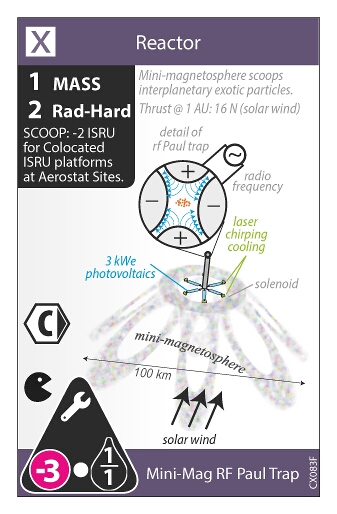 X
Reactor
1 MASS
2 Rad-Hard
SCOOP: -2 ISRU
for Colocated
ISRU platforms
at Aerostat Sites.
Mini-magnetosphere scoops
interplanetary exotic particles.
Thrust @ 1 AU: 16 N (solar wind)
detail of
rf Paul trap
~
radio
frequency
+
−
−
+
laser
chirping
cooling
3 kWe
photovoltaics
solenoid
C
mini-magnetosphere
100 km
solar wind
-3
1
1
Mini-Mag RF Paul Trap
CX083F